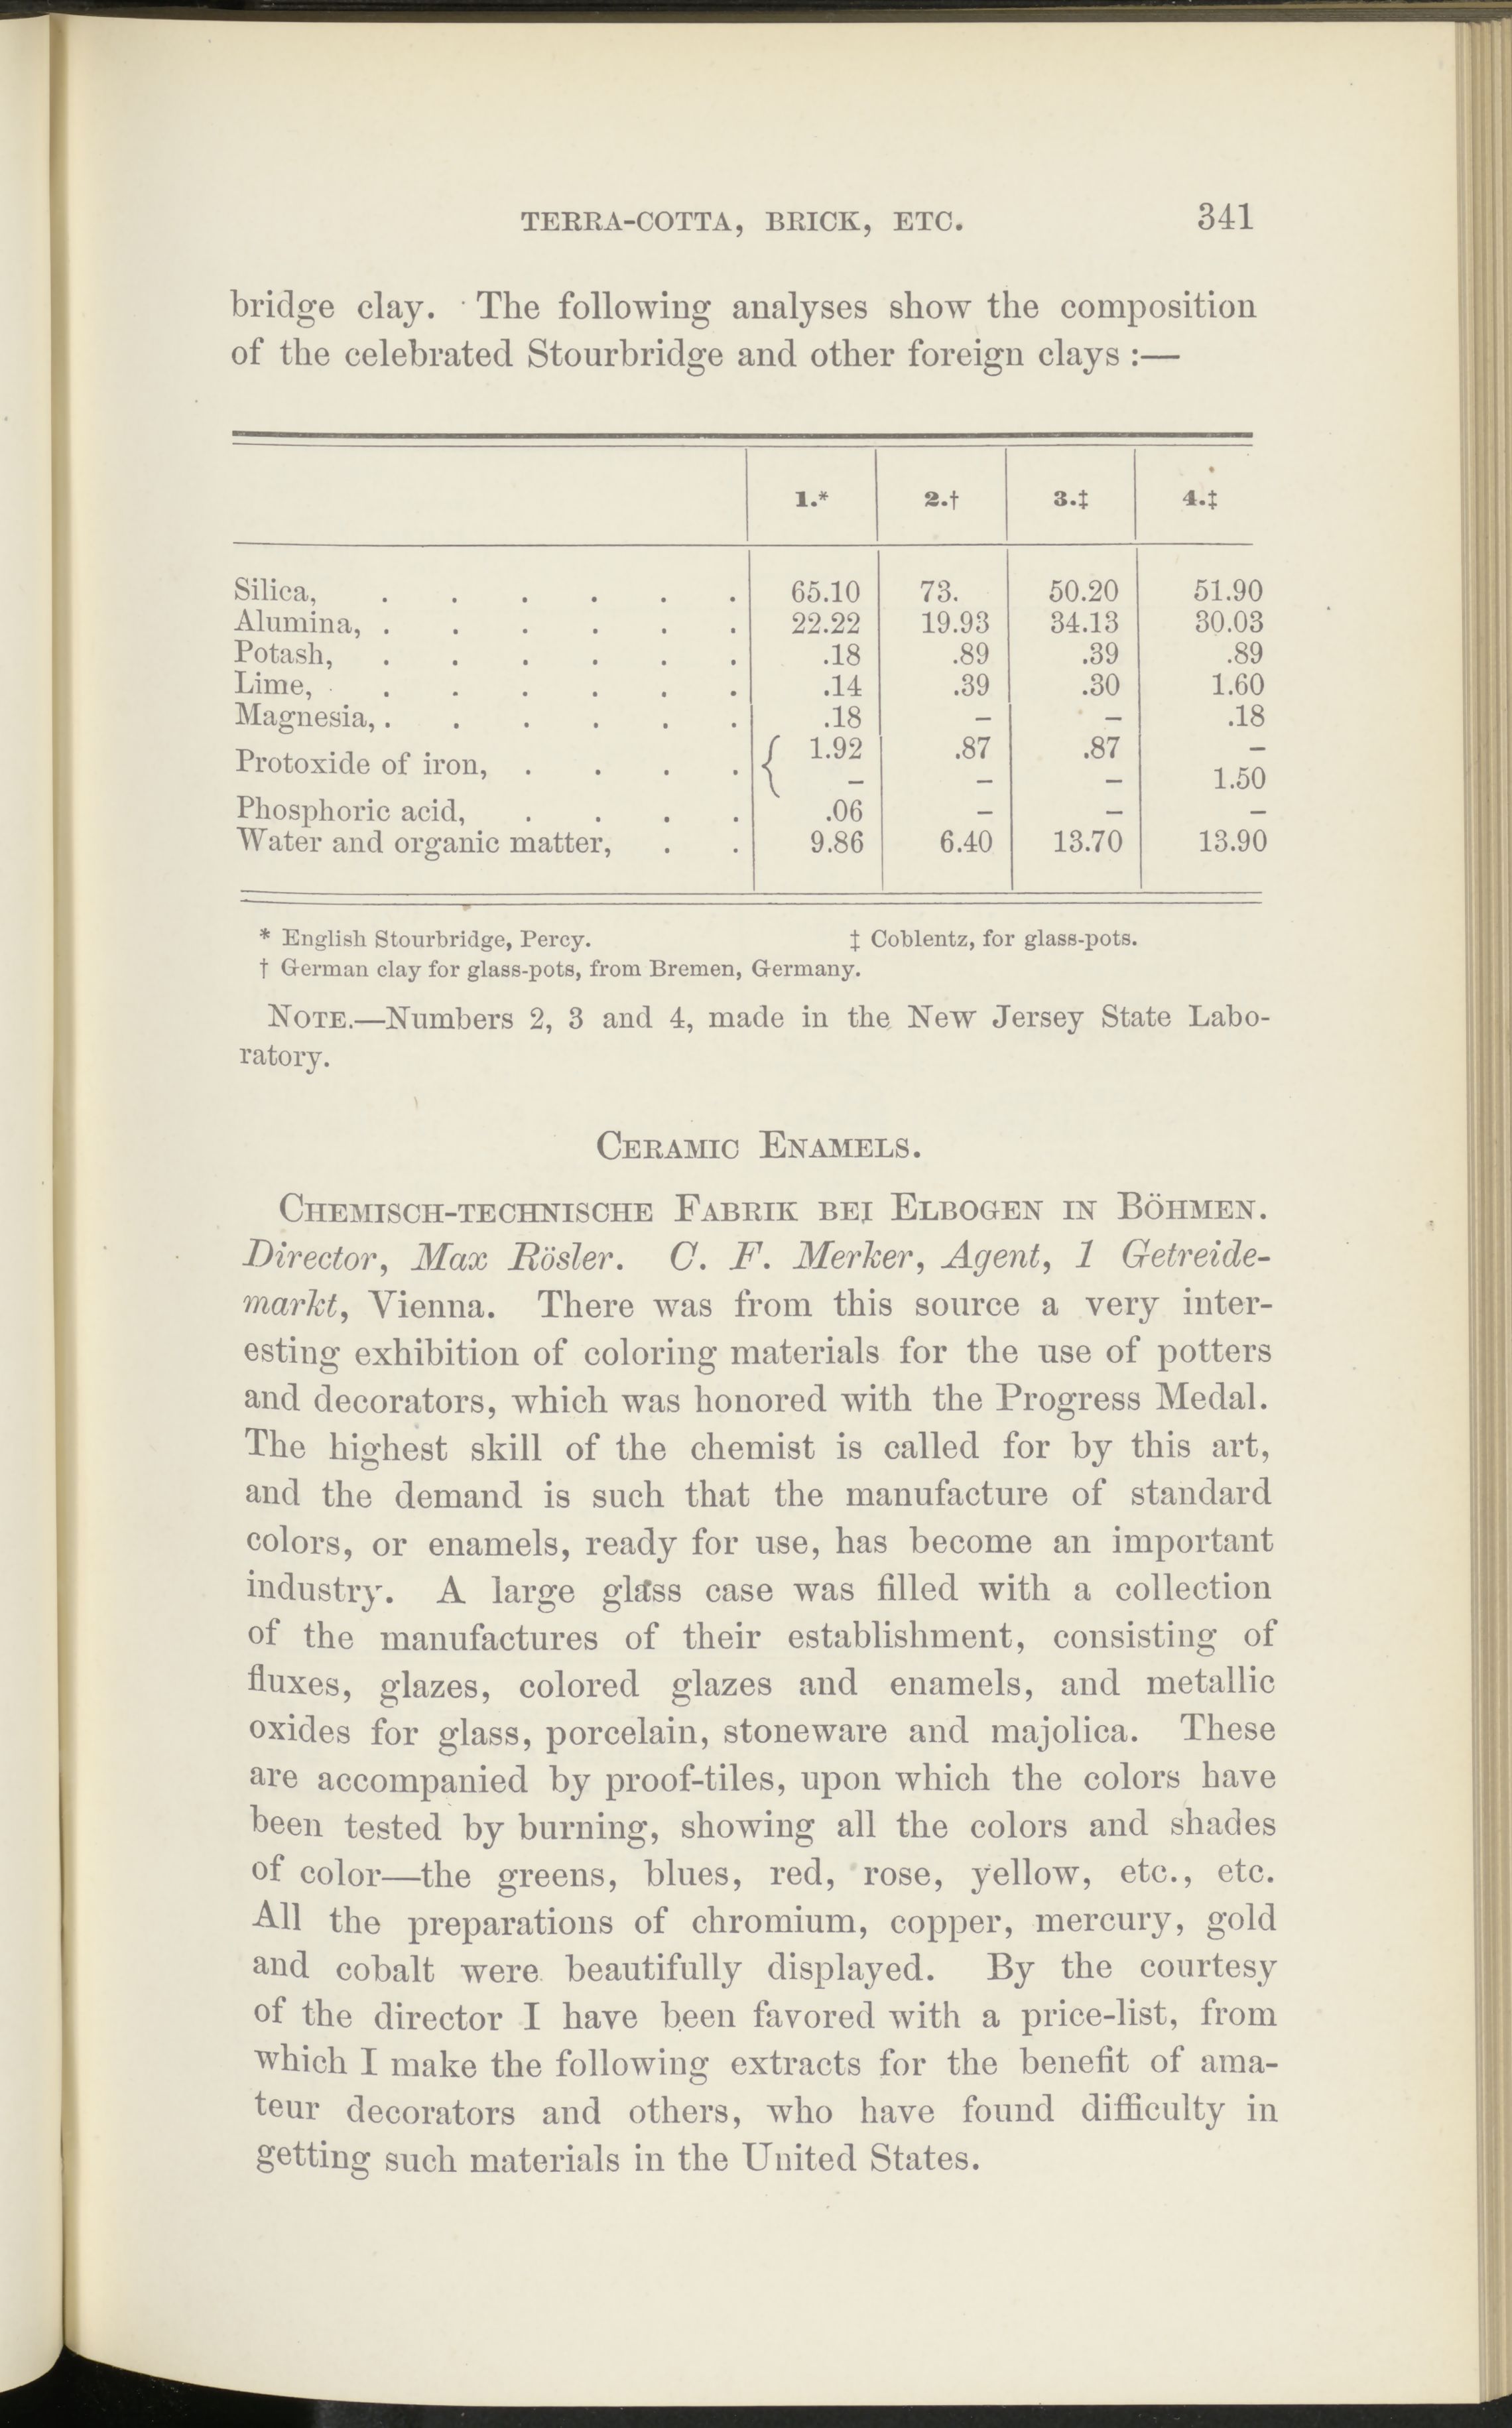 TERRA-COTTA, BRICK, ETC. 341
bridge clay. The following analyses show the composition
of the celebrated Stourbridge and other foreign clays :—
1.* 2.† 3.‡ 4.‡
Silica, . . . . . . 65.10 73. 50.20 51.90
Alumina, . . . . . . 22.22 19.93 34.13 30.03
Potash, . . . . . . .18 .89 .39 .89
Lime, . . . . . . .14 .39 .30 1.60
Magnesia, . . . . . . .18 – – .18
Protoxide of iron, . . . . { 1.92 .87 .87 –
– – – 1.50
Phosphoric acid, . . . . .06 – – –
Water and organic matter, . . 9.86 6.40 13.70 13.90
* English Stourbridge, Percy. ‡ Coblentz, for glass-pots.
† German clay for glass-pots, from Bremen, Germany.
NOTE.—Numbers 2, 3 and 4, made in the New Jersey State Labo-
ratory.
CERAMIC ENAMELS.
CHEMISCH-TECHNISCHE FABRIK BEI ELBOGEN IN BÖHMEN.
Director, Max Rösler. C. F. Merker, Agent, 1 Getreide-
markt, Vienna. There was from this source a very inter-
esting exhibition of coloring materials for the use of potters
and decorators, which was honored with the Progress Medal.
The highest skill of the chemist is called for by this art,
and the demand is such that the manufacture of standard
colors, or enamels, ready for use, has become an important
industry. A large glass case was filled with a collection
of the manufactures of their establishment, consisting of
fluxes, glazes, colored glazes and enamels, and metallic
oxides for glass, porcelain, stoneware and majolica. These
are accompanied by proof-tiles, upon which the colors have
been tested by burning, showing all the colors and shades
of color—the greens, blues, red, rose, yellow, etc., etc.
All the preparations of chromium, copper, mercury, gold
and cobalt were beautifully displayed. By the courtesy
of the director I have been favored with a price-list, from
which I make the following extracts for the benefit of ama-
teur decorators and others, who have found difficulty in
getting such materials in the United States.